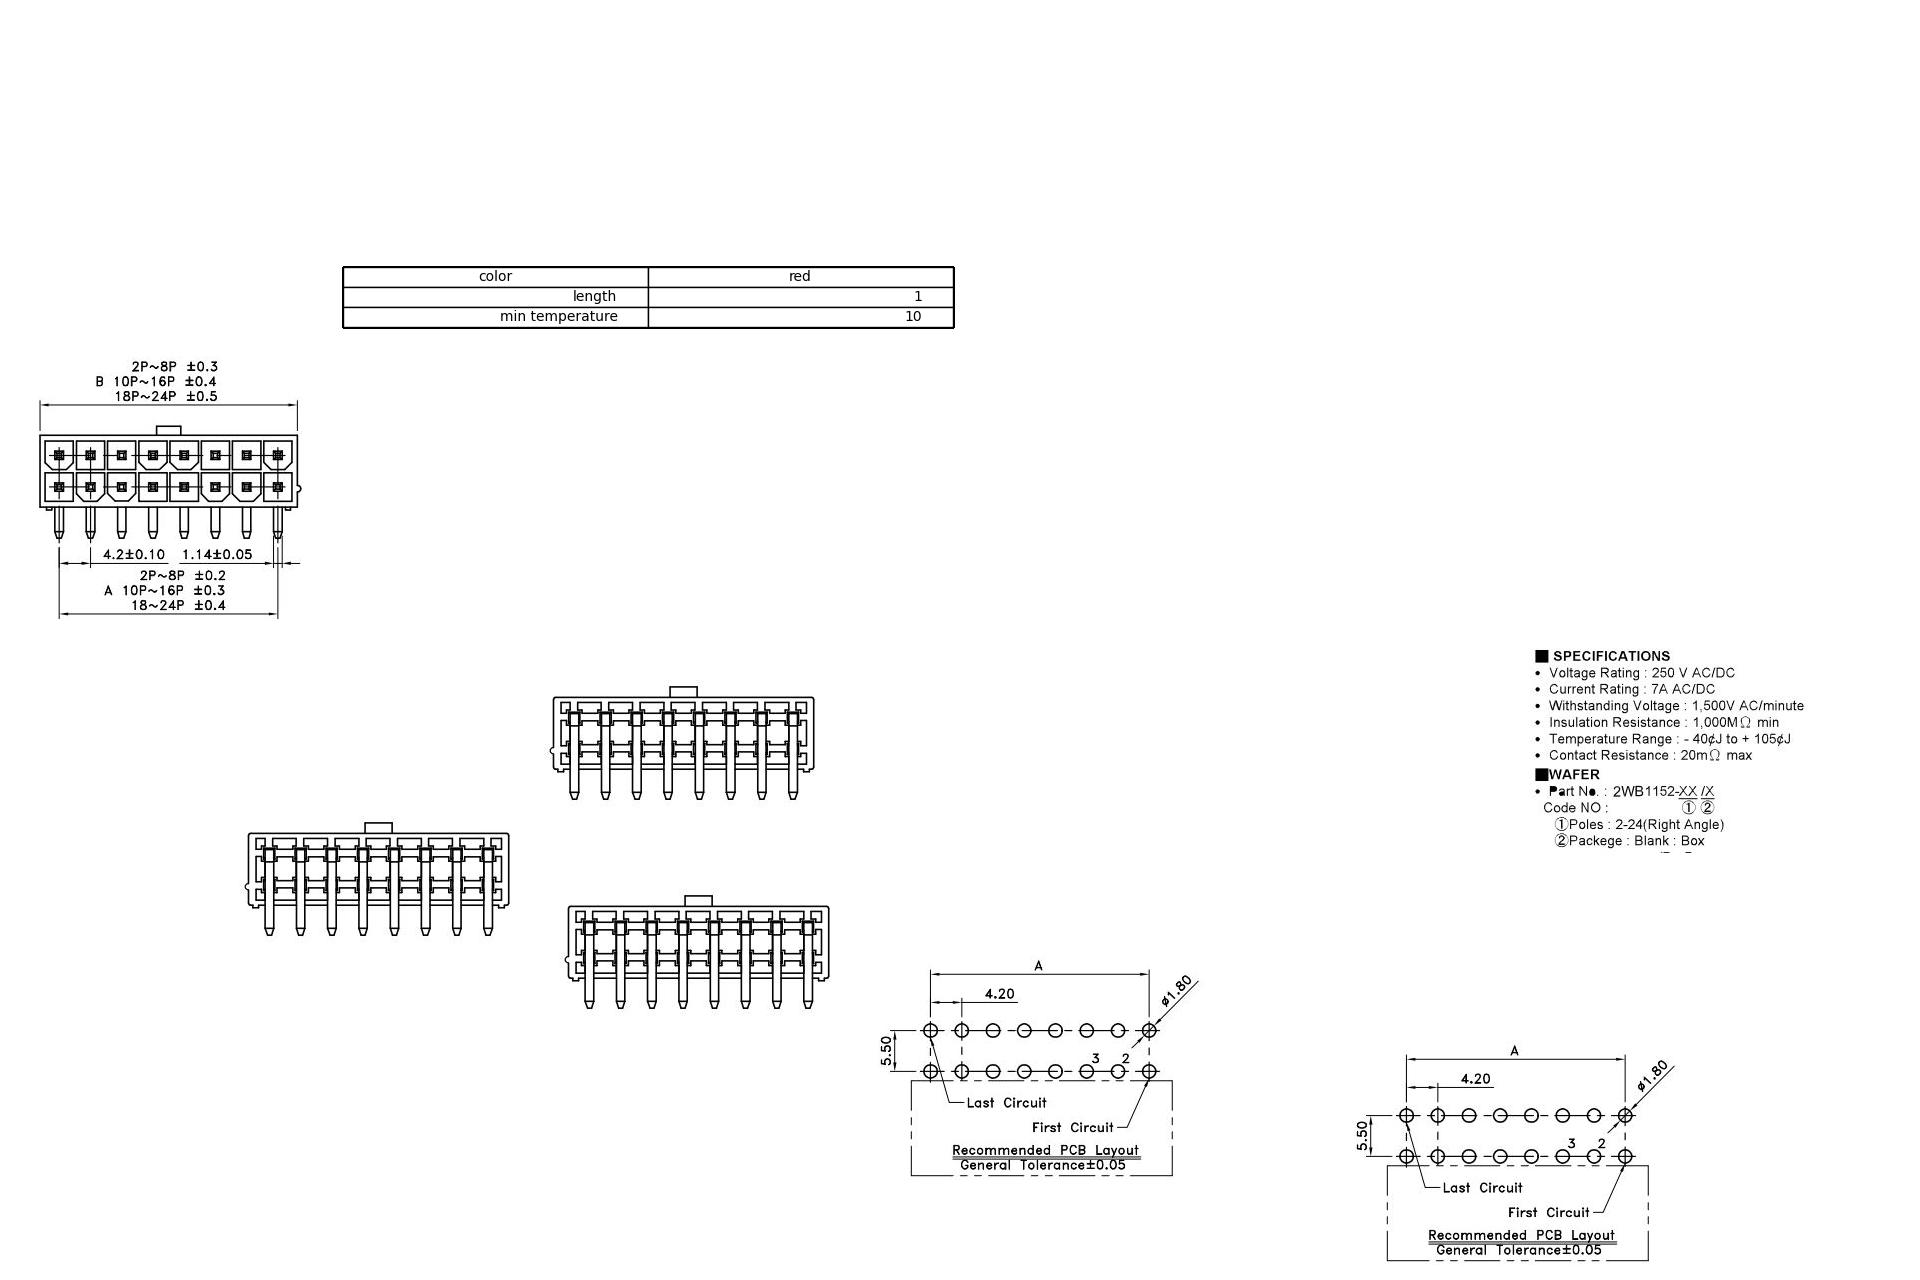 color red
length 1
min temperature 10
2P~8P ±0.3
B 10P~16P ±0.4
18P~24P ±0.5
4.2±0.10 1.14±0.05
2P~8P ±0.2
A 10P~16P ±0.3
18~24P ±0.4
■ SPECIFICATIONS
• Voltage Rating : 250 V AC/DC
• Current Rating : 7A AC/DC
• Withstanding Voltage : 1,500V AC/minute
• Insulation Resistance : 1,000MΩ min
• Temperature Range : - 40¢J to + 105¢J
• Contact Resistance : 20mΩ max
■WAFER
• Part No. : 2WB1152-XX /X
Code NO : ① ②
①Poles : 2-24(Right Angle)
②Packege : Blank : Box
A
4.20
ø1.80
5.50
3 2
Last Circuit
First Circuit
Recommended PCB Layout
General Tolerance±0.05
A
4.20
ø1.80
5.50
3 2
Last Circuit
First Circuit
Recommended PCB Layout
General Tolerance±0.05